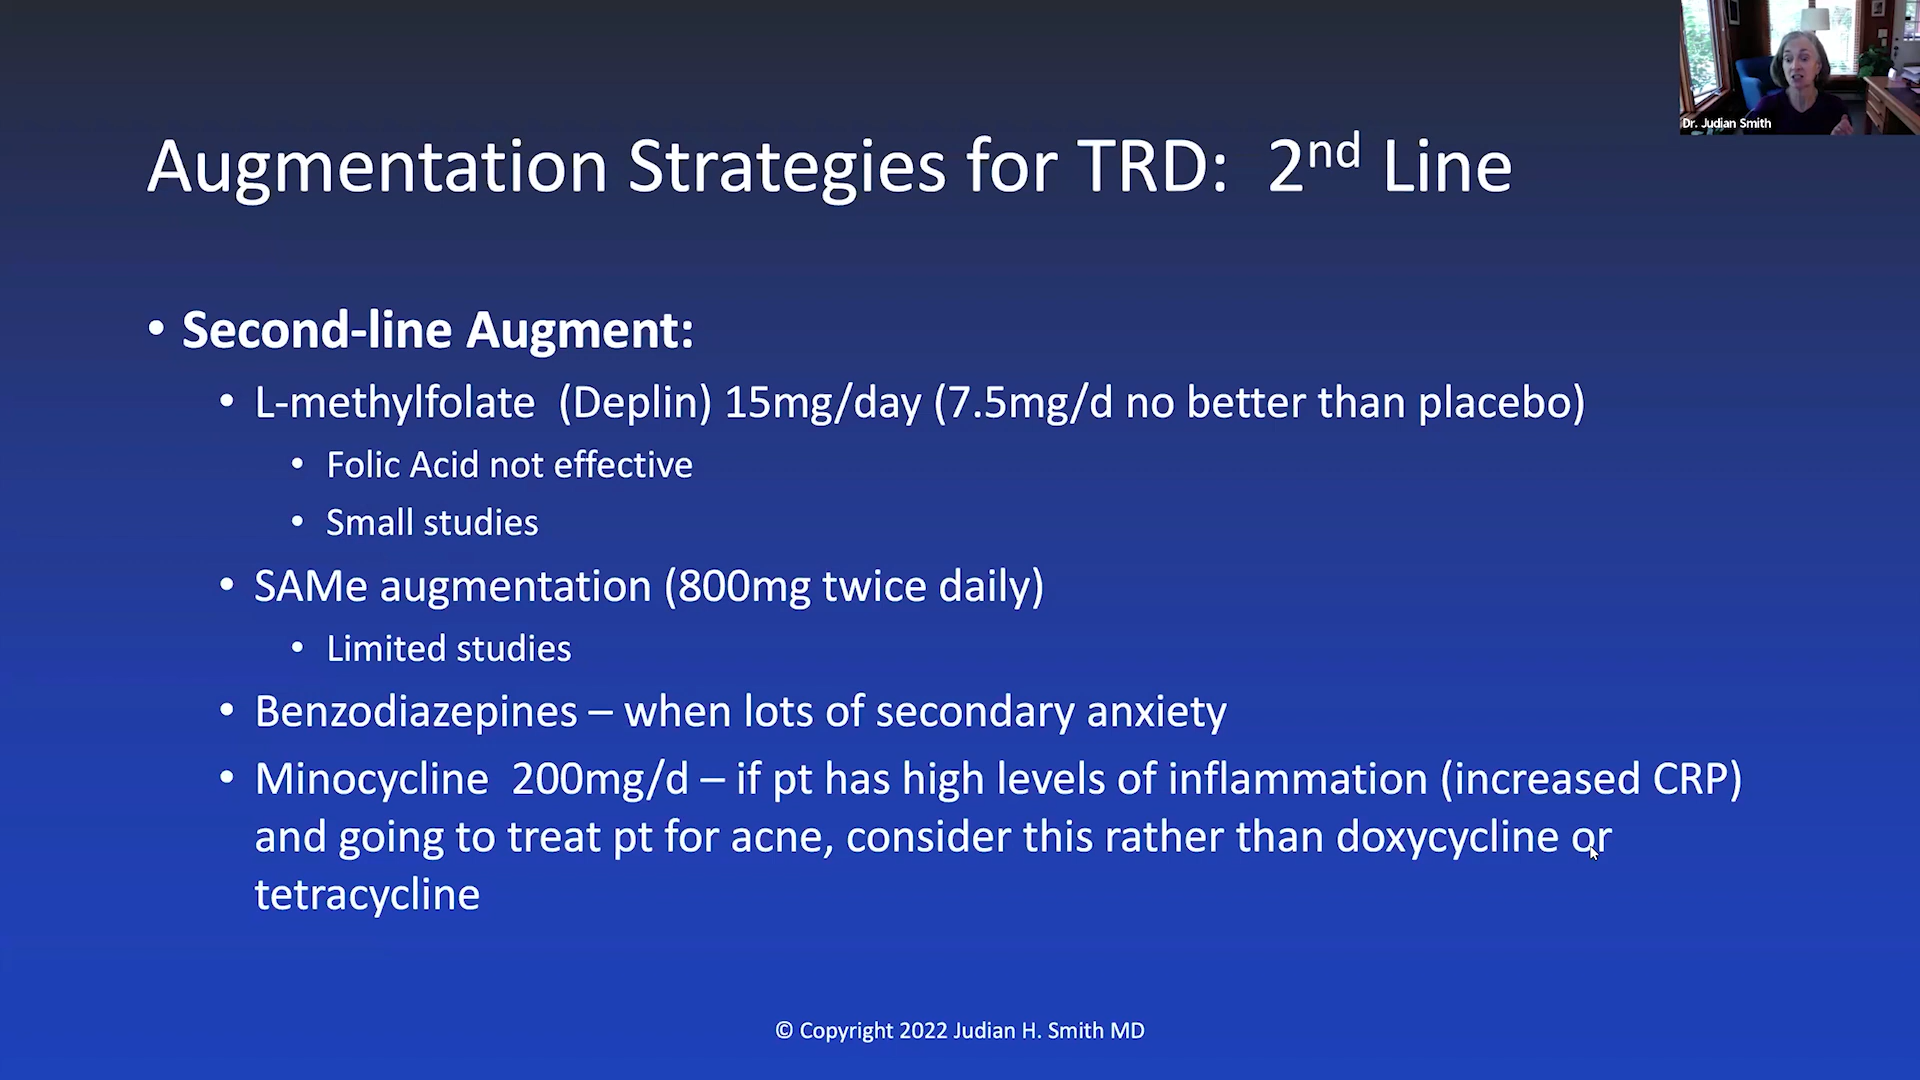 Dr. Judian Smith
Augmentation Strategies for TRD: 2nd Line
• Second-line Augment:
• L-methylfolate (Deplin) 15mg/day (7.5mg/d no better than placebo)
• Folic Acid not effective
• Small studies
• SAMe augmentation (800mg twice daily)
• Limited studies
• Benzodiazepines – when lots of secondary anxiety
• Minocycline 200mg/d – if pt has high levels of inflammation (increased CRP)
and going to treat pt for acne, consider this rather than doxycycline or
tetracycline
© Copyright 2022 Judian H. Smith MD